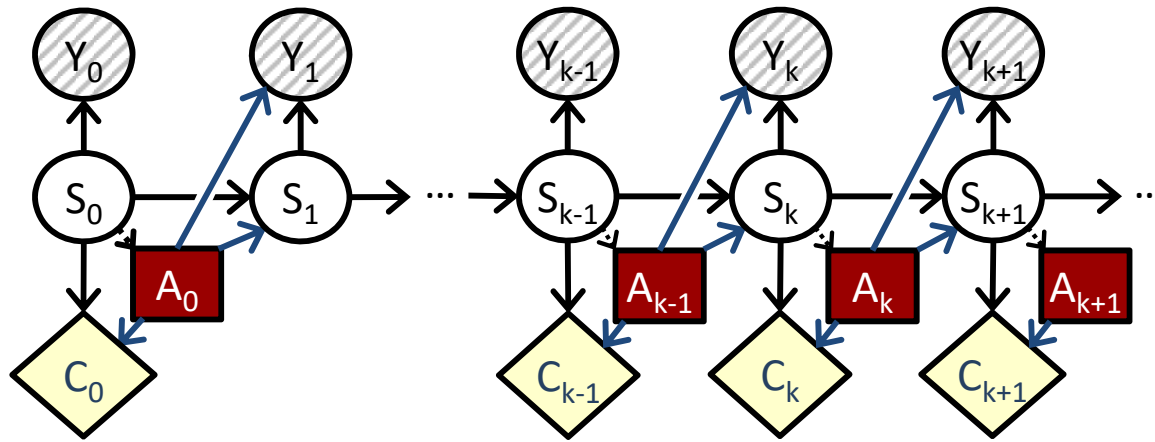 Y₀ Y₁ Yₖ₋₁ Yₖ Yₖ₊₁
S₀ S₁ ... Sₖ₋₁ Sₖ Sₖ₊₁ ..
A₀ Aₖ₋₁ Aₖ Aₖ₊₁
C₀ Cₖ₋₁ Cₖ Cₖ₊₁